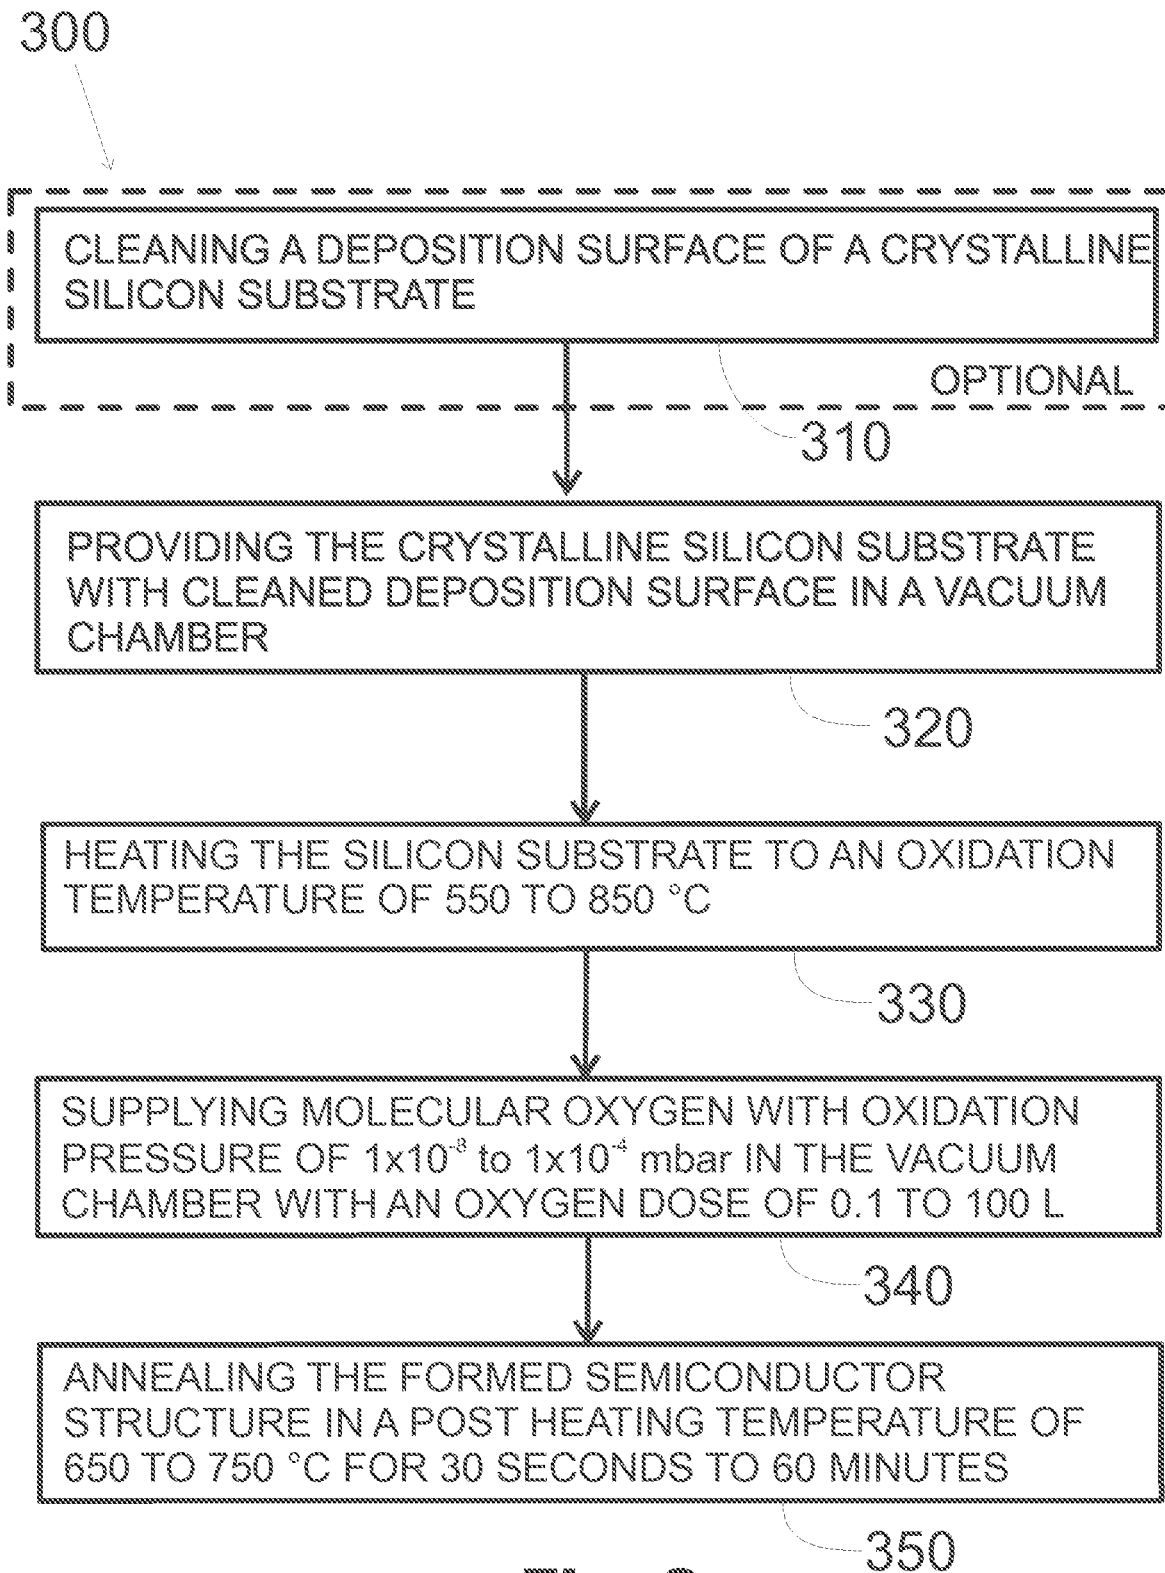 300
CLEANING A DEPOSITION SURFACE OF A CRYSTALLINE
SILICON SUBSTRATE
OPTIONAL
310
PROVIDING THE CRYSTALLINE SILICON SUBSTRATE
WITH CLEANED DEPOSITION SURFACE IN A VACUUM
CHAMBER
320
HEATING THE SILICON SUBSTRATE TO AN OXIDATION
TEMPERATURE OF 550 TO 850 °C
330
SUPPLYING MOLECULAR OXYGEN WITH OXIDATION
PRESSURE OF 1x10⁻⁸ to 1x10⁻⁴ mbar IN THE VACUUM
CHAMBER WITH AN OXYGEN DOSE OF 0.1 TO 100 L
340
ANNEALING THE FORMED SEMICONDUCTOR
STRUCTURE IN A POST HEATING TEMPERATURE OF
650 TO 750 °C FOR 30 SECONDS TO 60 MINUTES
350